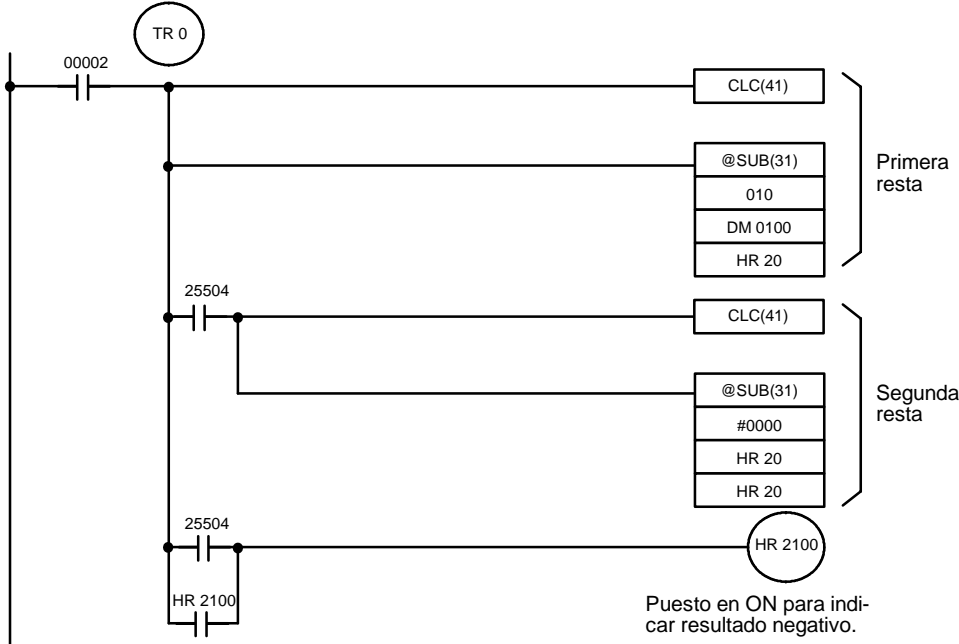 TR 0
00002
CLC(41)
@SUB(31)
010
DM 0100
HR 20
Primera
resta
25504
CLC(41)
@SUB(31)
#0000
HR 20
HR 20
Segunda
resta
25504
HR 2100
HR 2100
Puesto en ON para indi-
car resultado negativo.